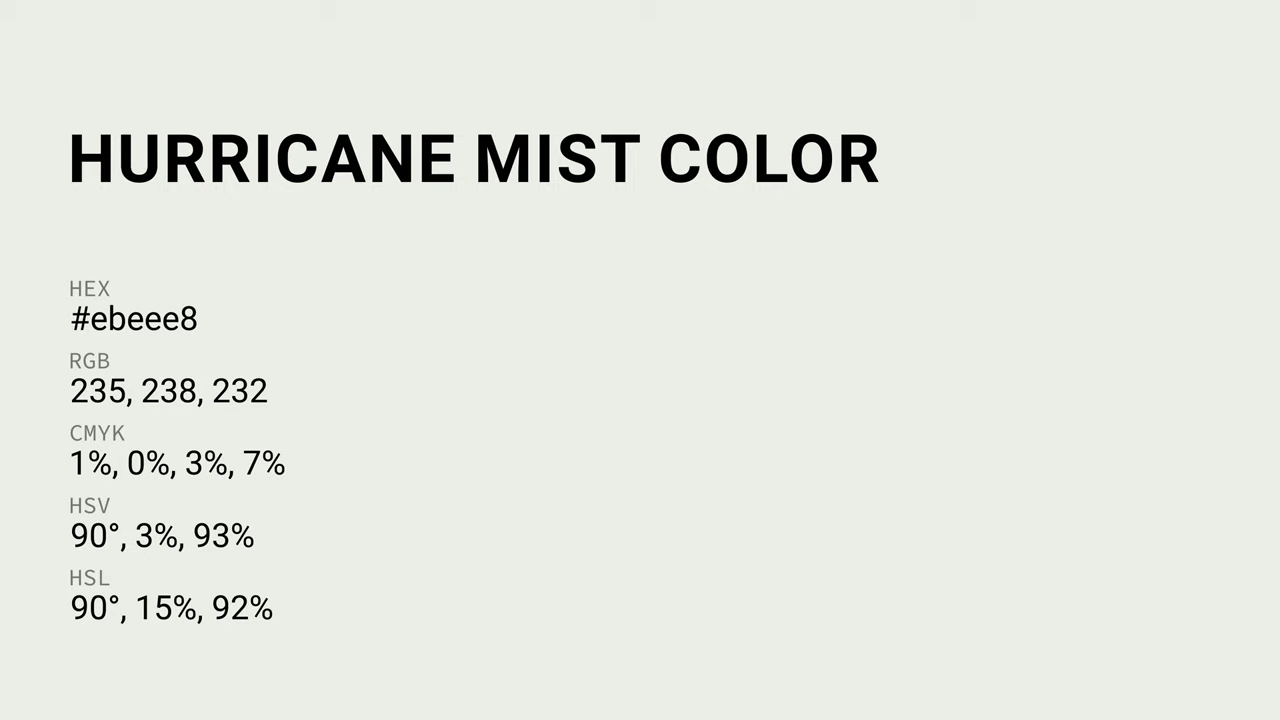 HURRICANE MIST COLOR
HEX
#ebeee8
RGB
235, 238, 232
CMYK
1%, 0%, 3%, 7%
HSV
90°, 3%, 93%
HSL
90°, 15%, 92%